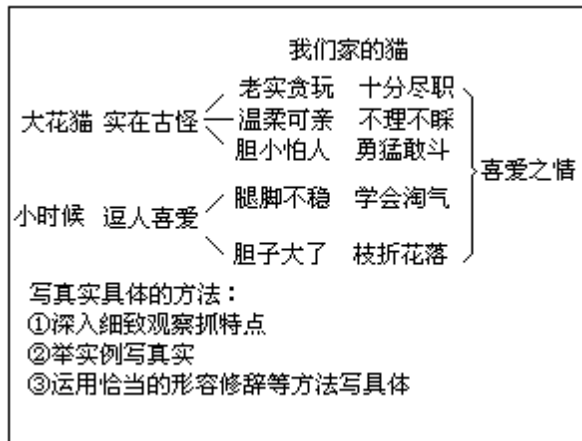 我们家的猫
老实贪玩 十分尽职
大花猫 实在古怪 温柔可亲 不理不睬
胆小怕人 勇猛敢斗
喜爱之情
腿脚不稳 学会淘气
小时候 逗人喜爱
胆子大了 枝折花落
写真实具体的方法：
①深入细致观察抓特点
②举实例写真实
③运用恰当的形容修辞等方法写具体